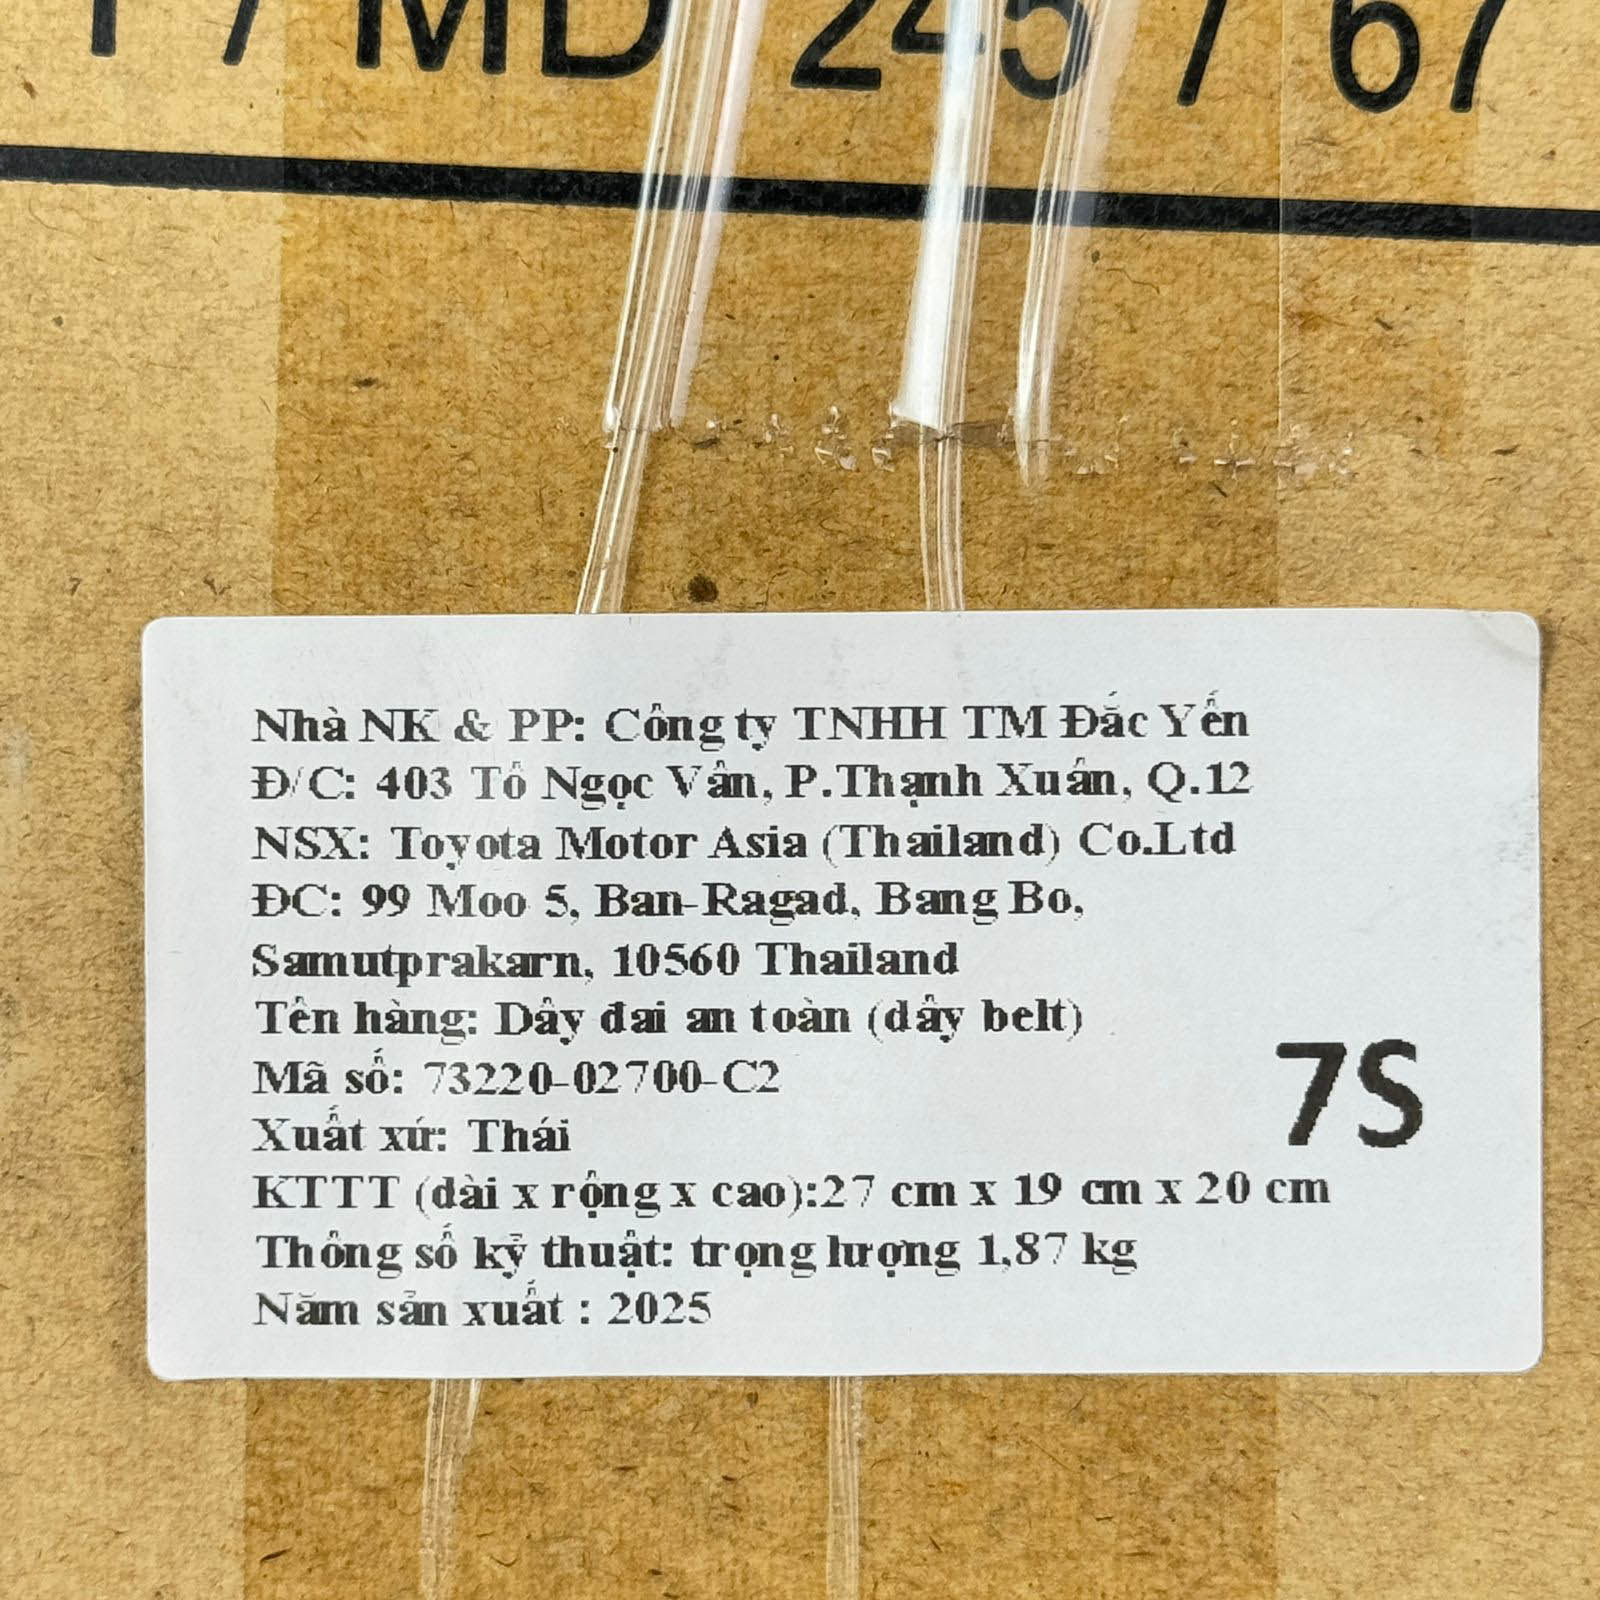 / MD 245 / 67
Nhà NK & PP: Công ty TNHH TM Đắc Yến
Đ/C: 403 Tô Ngọc Vân, P.Thạnh Xuân, Q.12
NSX: Toyota Motor Asia (Thailand) Co.Ltd
ĐC: 99 Moo 5, Ban-Ragad, Bang Bo,
Samutprakarn, 10560 Thailand
Tên hàng: Dây đai an toàn (dây belt)
Mã số: 73220-02700-C2
Xuất xứ: Thái
7S
KTTT (dài x rộng x cao):27 cm x 19 cm x 20 cm
Thông số kỹ thuật: trọng lượng 1,87 kg
Năm sản xuất : 2025